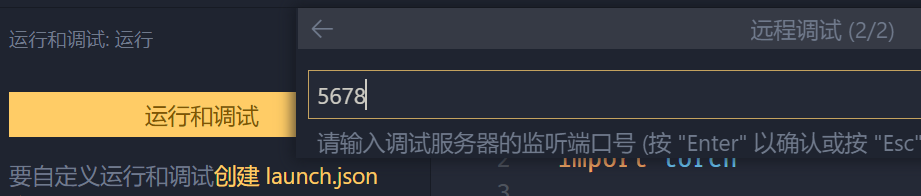 运行和调试: 运行
运行和调试
要自定义运行和调试创建 launch.json
远程调试 (2/2)
5678
请输入调试服务器的监听端口号 (按 "Enter" 以确认或按 "Esc"
2 import torch
3